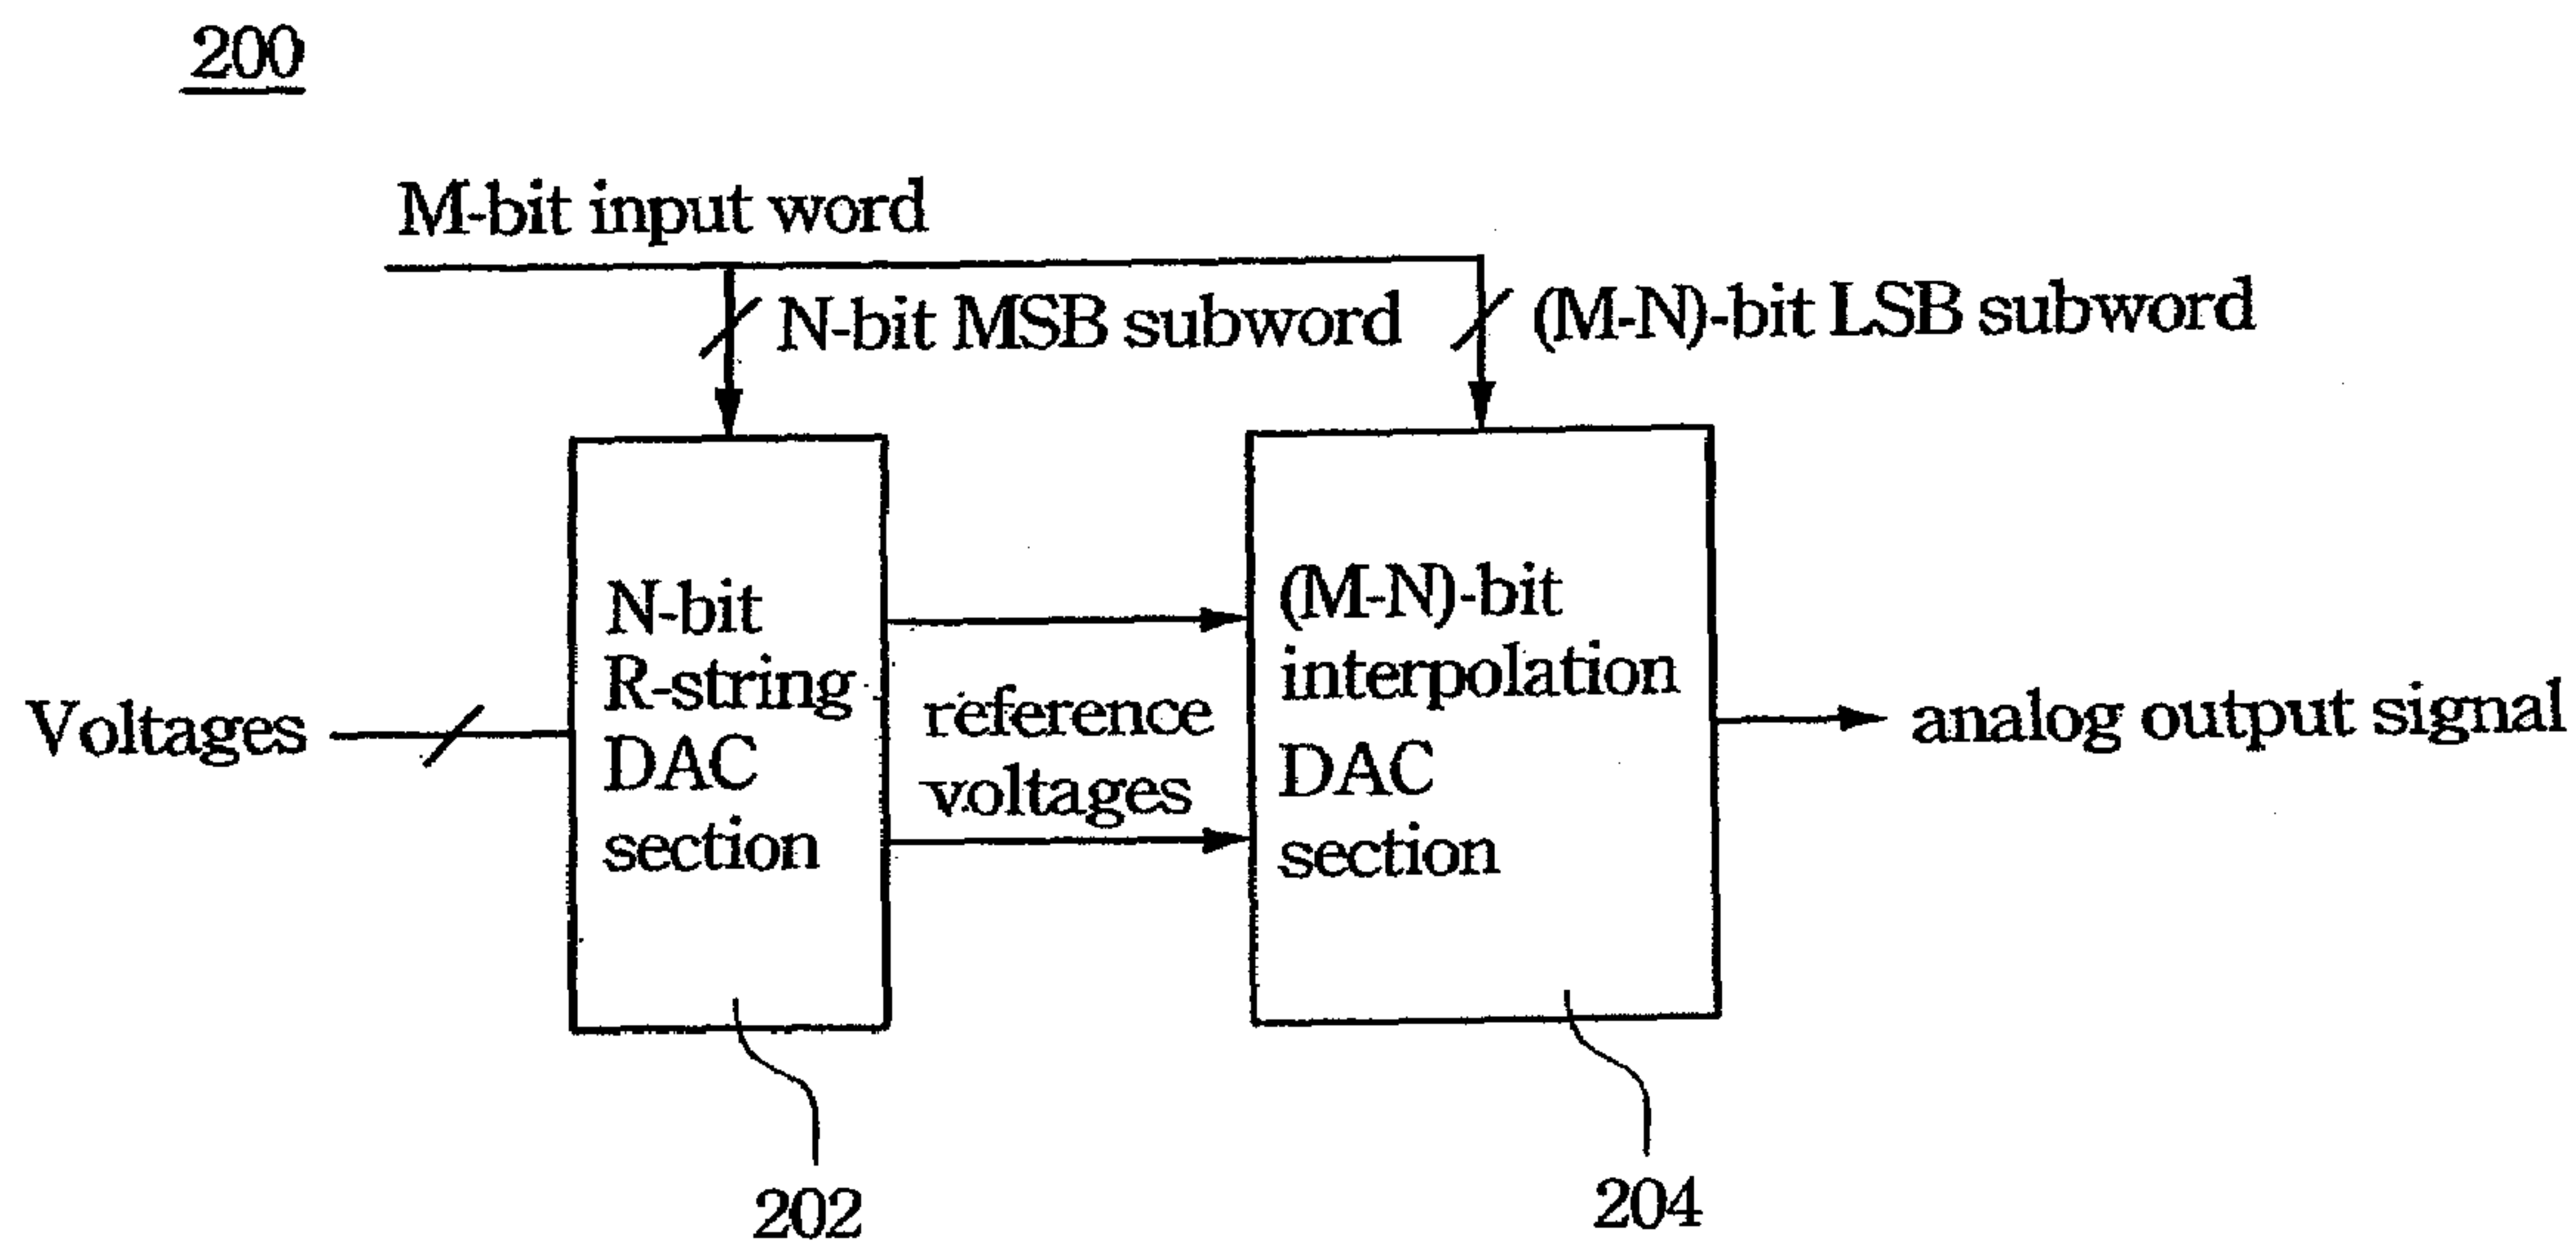 200
M-bit input word
N-bit MSB subword
(M-N)-bit LSB subword
Voltages
N-bit
R-string
DAC
section
reference
voltages
(M-N)-bit
interpolation
DAC
section
analog output signal
202
204